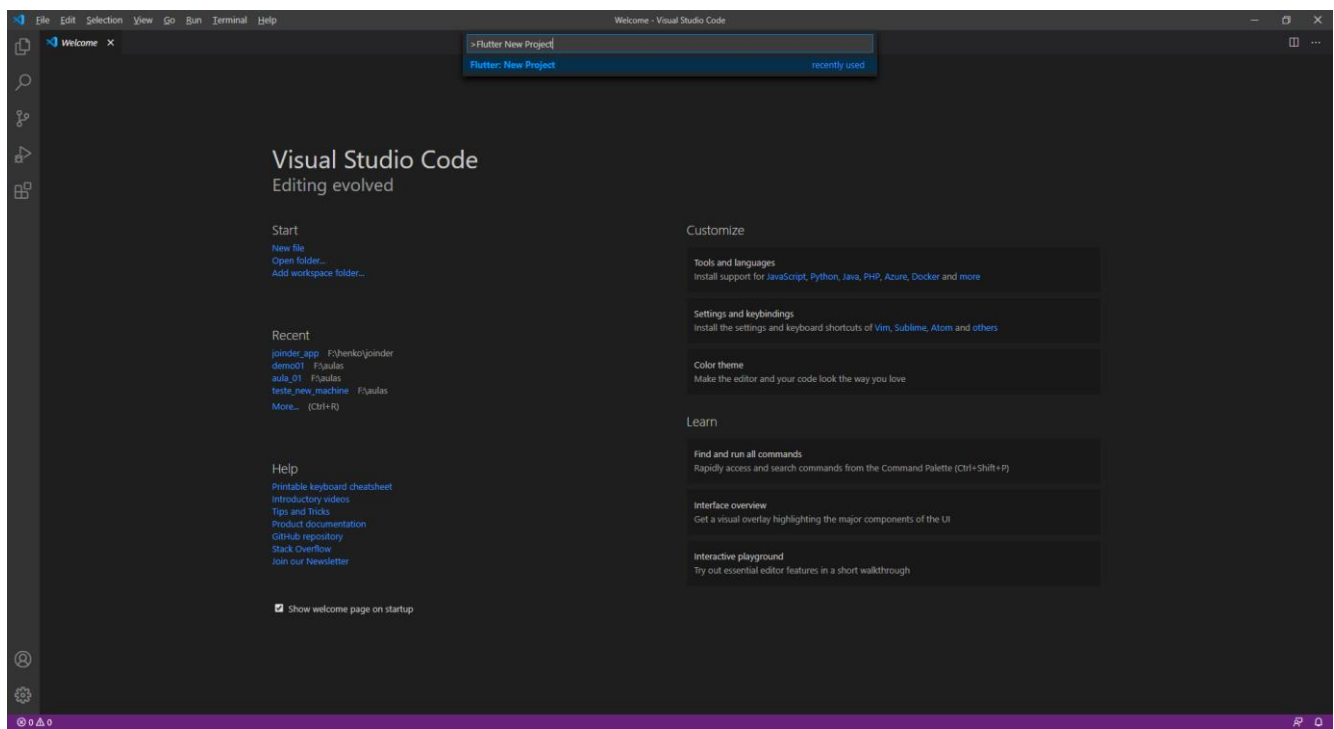 File Edit Selection View Go Run Terminal Help
Welcome - Visual Studio Code
Welcome
>Flutter New Project
Flutter: New Project recently used
Visual Studio Code
Editing evolved
Start
New file
Open folder...
Add workspace folder...
Recent
joinder_app F:\henko\joinder
demo01 F:\aulas
aula_01 F:\aulas
teste_new_machine F:\aulas
More... (Ctrl+R)
Help
Printable keyboard cheatsheet
Introductory videos
Tips and Tricks
Product documentation
GitHub repository
Stack Overflow
Join our Newsletter
Show welcome page on startup
Customize
Tools and languages
Install support for JavaScript, Python, Java, PHP, Azure, Docker and more
Settings and keybindings
Install the settings and keyboard shortcuts of Vim, Sublime, Atom and others
Color theme
Make the editor and your code look the way you love
Learn
Find and run all commands
Rapidly access and search commands from the Command Palette (Ctrl+Shift+P)
Interface overview
Get a visual overlay highlighting the major components of the UI
Interactive playground
Try out essential editor features in a short walkthrough
0 0